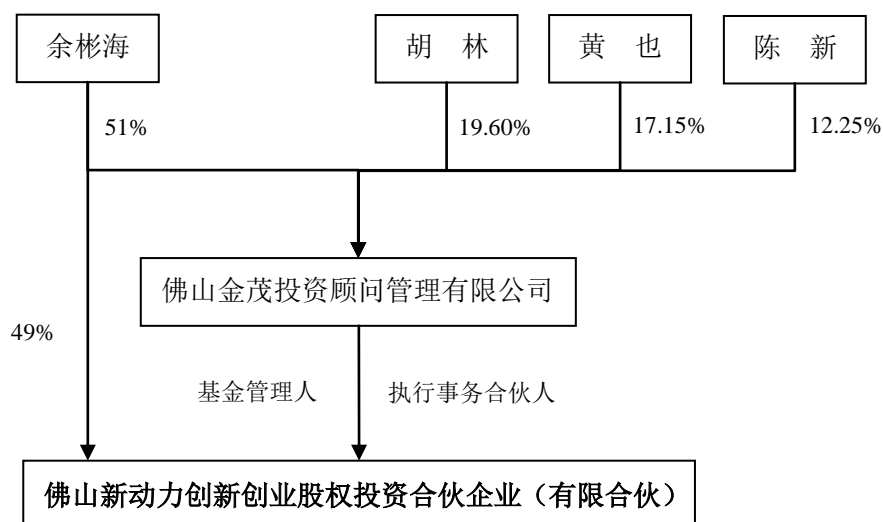 余彬海
胡 林
黄 也
陈 新
51%
19.60%
17.15%
12.25%
佛山金茂投资顾问管理有限公司
49%
基金管理人
执行事务合伙人
佛山新动力创新创业股权投资合伙企业（有限合伙）